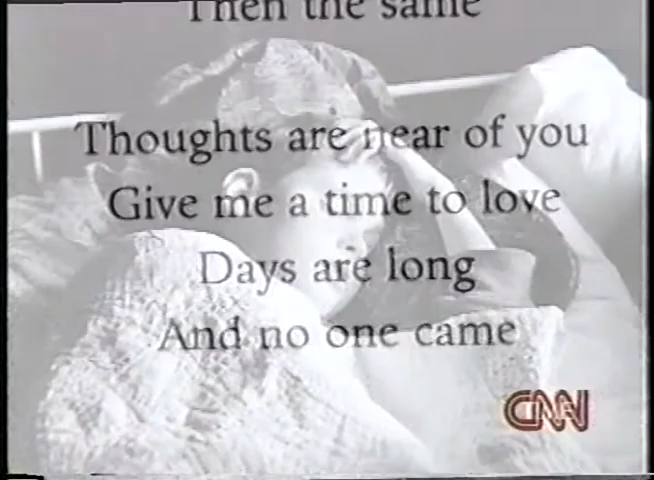 Then the same
Thoughts are near of you
Give me a time to love
Days are long
And no one came
CNN